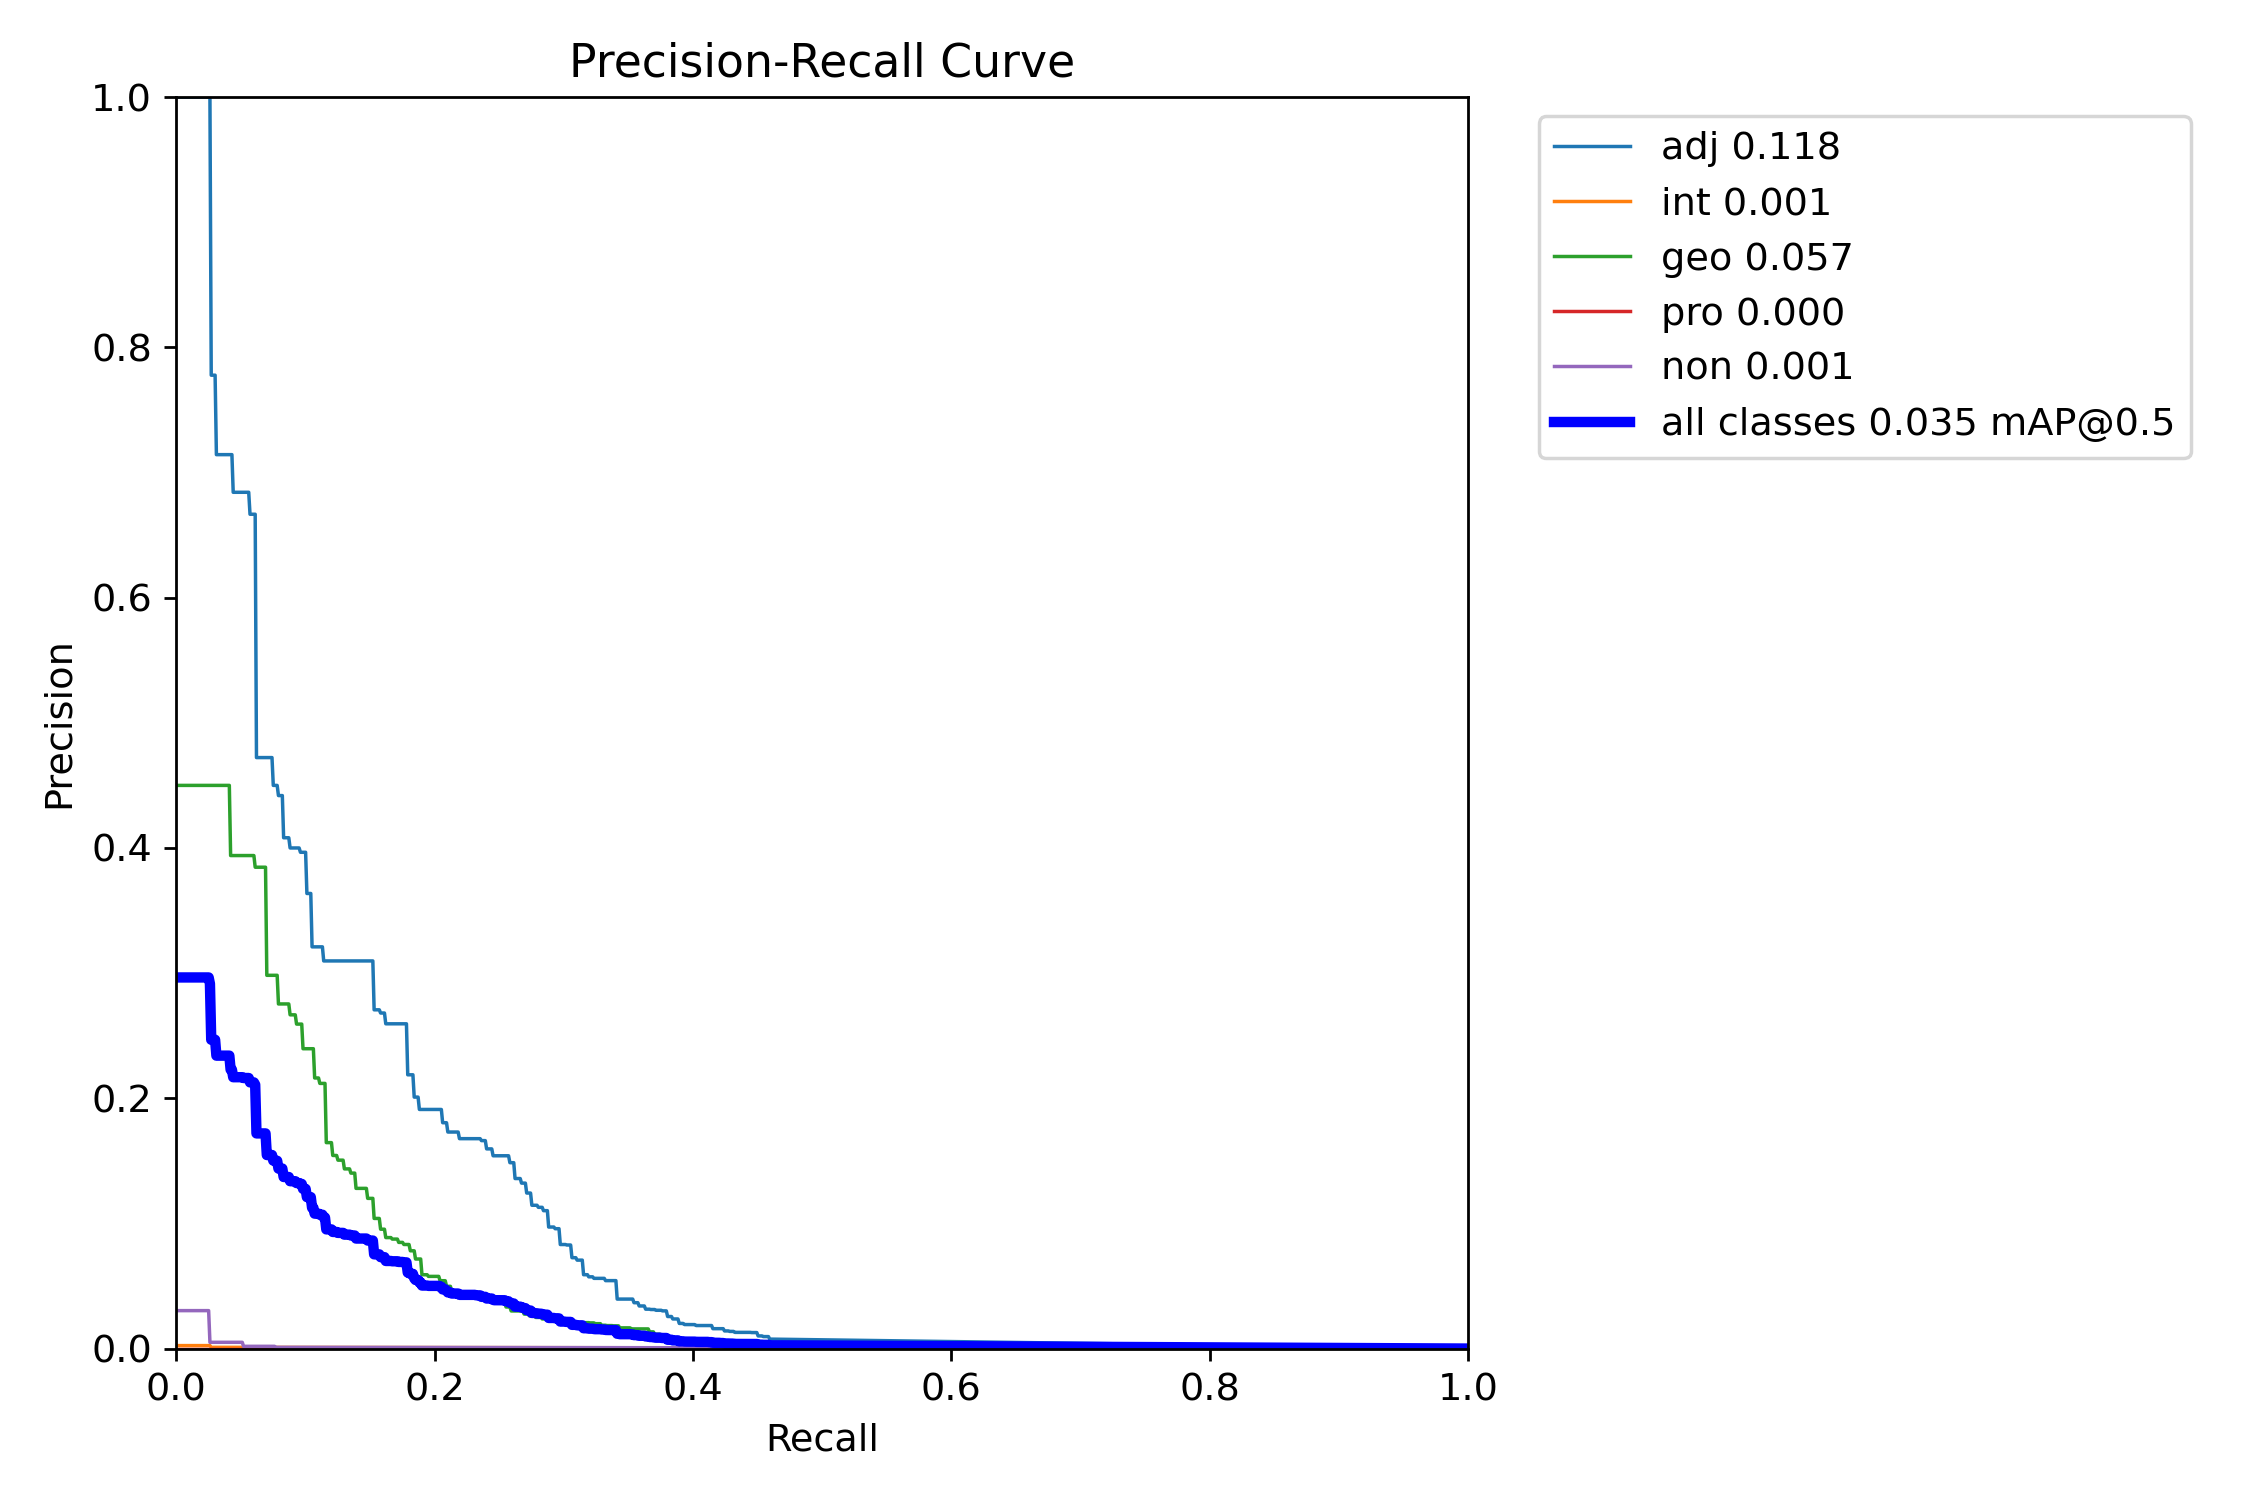 Precision-Recall Curve
1.0
0.8
0.6
0.4
0.2
0.0
Precision
0.0 0.2 0.4 0.6 0.8 1.0
Recall
adj 0.118
int 0.001
geo 0.057
pro 0.000
non 0.001
all classes 0.035 mAP@0.5